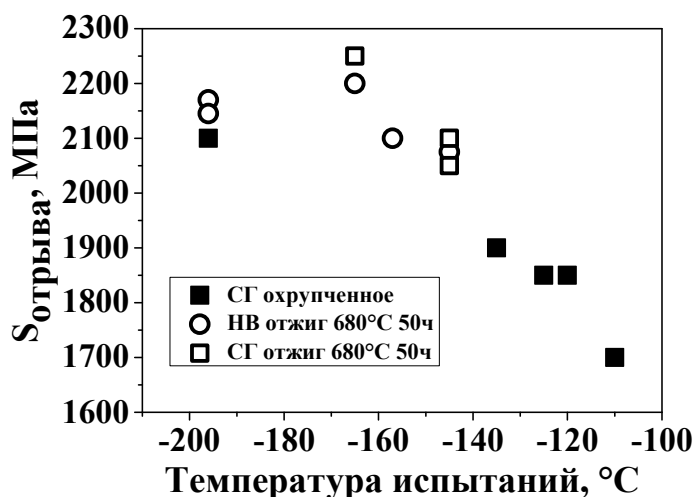 2300
2200
2100
2000
1900
1800
1700
1600
Sотрыва, МПа
СГ охрупченное
НВ отжиг 680°С 50ч
СГ отжиг 680°С 50ч
-200 -180 -160 -140 -120 -100
Температура испытаний, °С